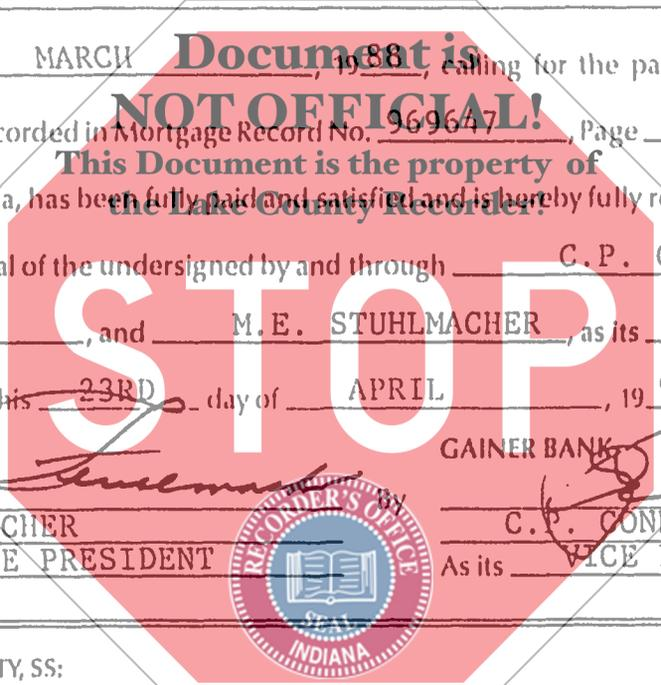 MARCH , 1988 , calling for the pa
Document is
NOT OFFICIAL!
corded in Mortgage Record No. 969647 , Page
This Document is the property of
a, has been fully paid and satisfied and is hereby fully r
the Lake County Recorder!
al of the undersigned by and through C.P.
STOP
, and M.E. STUHLMACHER , as its
his 23RD day of APRIL , 19
GAINER BANK
BY
CHER C.P. CON
E PRESIDENT As its VICE
RECORDER'S OFFICE
SEAL
INDIANA
TY, SS: